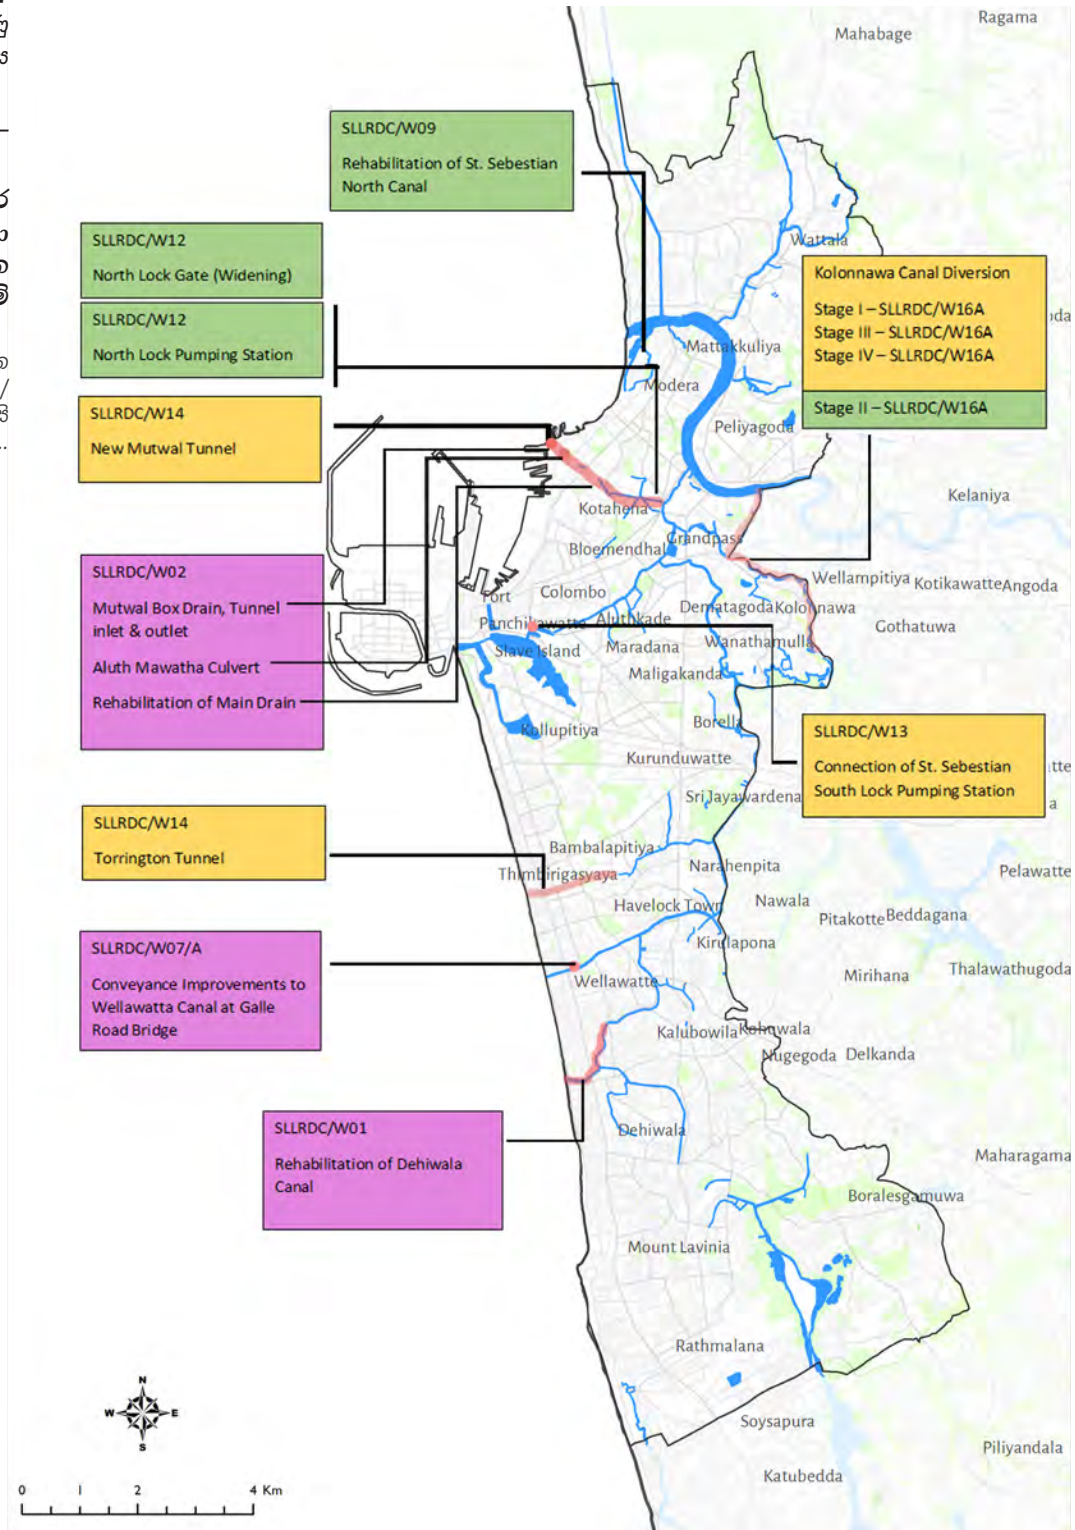 Ragama
Mahabage
SLLRDC/W09
Rehabilitation of St. Sebestian
North Canal
SLLRDC/W12
North Lock Gate (Widening)
SLLRDC/W12
North Lock Pumping Station
Wattala
Kolonnawa Canal Diversion
Stage I – SLLRDC/W16A
Stage III – SLLRDC/W16A
Stage IV – SLLRDC/W16A
Stage II – SLLRDC/W16A
Mattakkuliya
Modera
Peliyagoda
SLLRDC/W14
New Mutwal Tunnel
Kelaniya
Kotahena
Grandpass
Bloemendhal
SLLRDC/W02
Mutwal Box Drain, Tunnel
inlet & outlet
Aluth Mawatha Culvert
Rehabilitation of Main Drain
Wellampitiya
Kotikawatte
Angoda
Fort
Colombo
Dematagoda
Kolonnawa
Gothatuwa
Panchikawatte
Aluthkade
Wanathamulla
Slave Island
Maradana
Maligakanda
Kollupitiya
Borella
Kurunduwatte
SLLRDC/W13
Connection of St. Sebestian
South Lock Pumping Station
Sri Jayawardena
SLLRDC/W14
Torrington Tunnel
Bambalapitiya
Thimbirigasyaya
Narahenpita
Pelawatte
Havelock Town
Nawala
Pitakotte
Beddagana
SLLRDC/W07/A
Conveyance Improvements to
Wellawatta Canal at Galle
Road Bridge
Kirulapona
Wellawatte
Mirihana
Thalawathugoda
Kalubowila
Kohuwala
Nugegoda
Delkanda
SLLRDC/W01
Rehabilitation of Dehiwala
Canal
Dehiwala
Maharagama
Boralesgamuwa
Mount Lavinia
Rathmalana
Soysapura
Piliyandala
Katubedda
N
W
E
S
0
1
2
4 Km